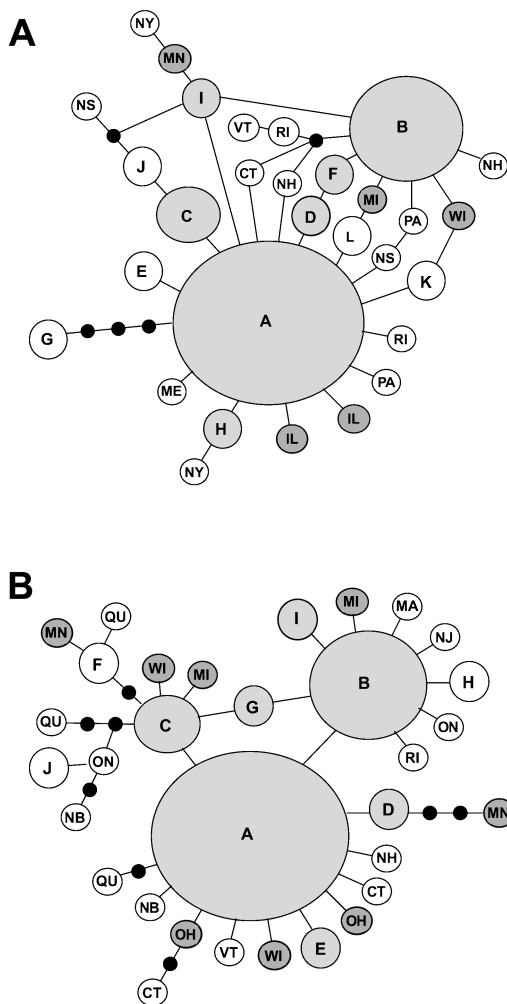 A
NY
MN
I
NS
VT
RI
B
J
CT
NH
F
NH
MI
C
D
PA
WI
L
NS
E
K
A
G
RI
ME
PA
H
IL
IL
NY
B
MN
QU
I
MI
MA
F
WI
MI
NJ
B
H
G
QU
C
ON
ON
RI
J
NB
D
MN
A
NH
QU
CT
NB
OH
OH
VT
WI
E
CT